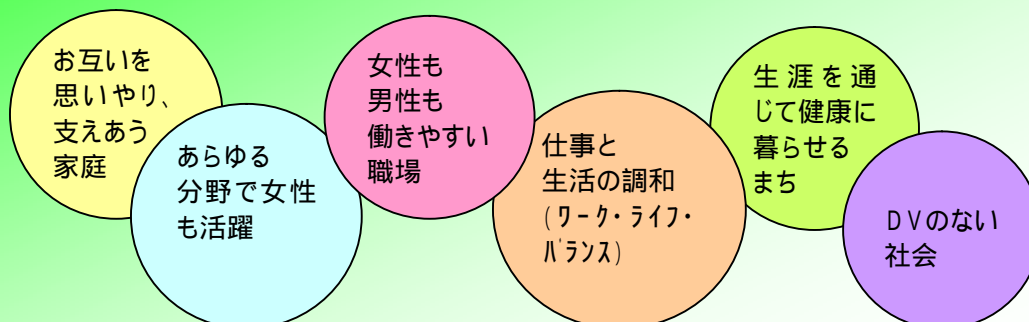 お互いを
思いやり、
支えあう
家庭
あらゆる
分野で女性
も活躍
女性も
男性も
働きやすい
職場
仕事と
生活の調和
(ﾜｰｸ・ﾗｲﾌ・
ﾊﾞﾗﾝｽ)
生涯を通
じて健康に
暮らせる
まち
DVのない
社会